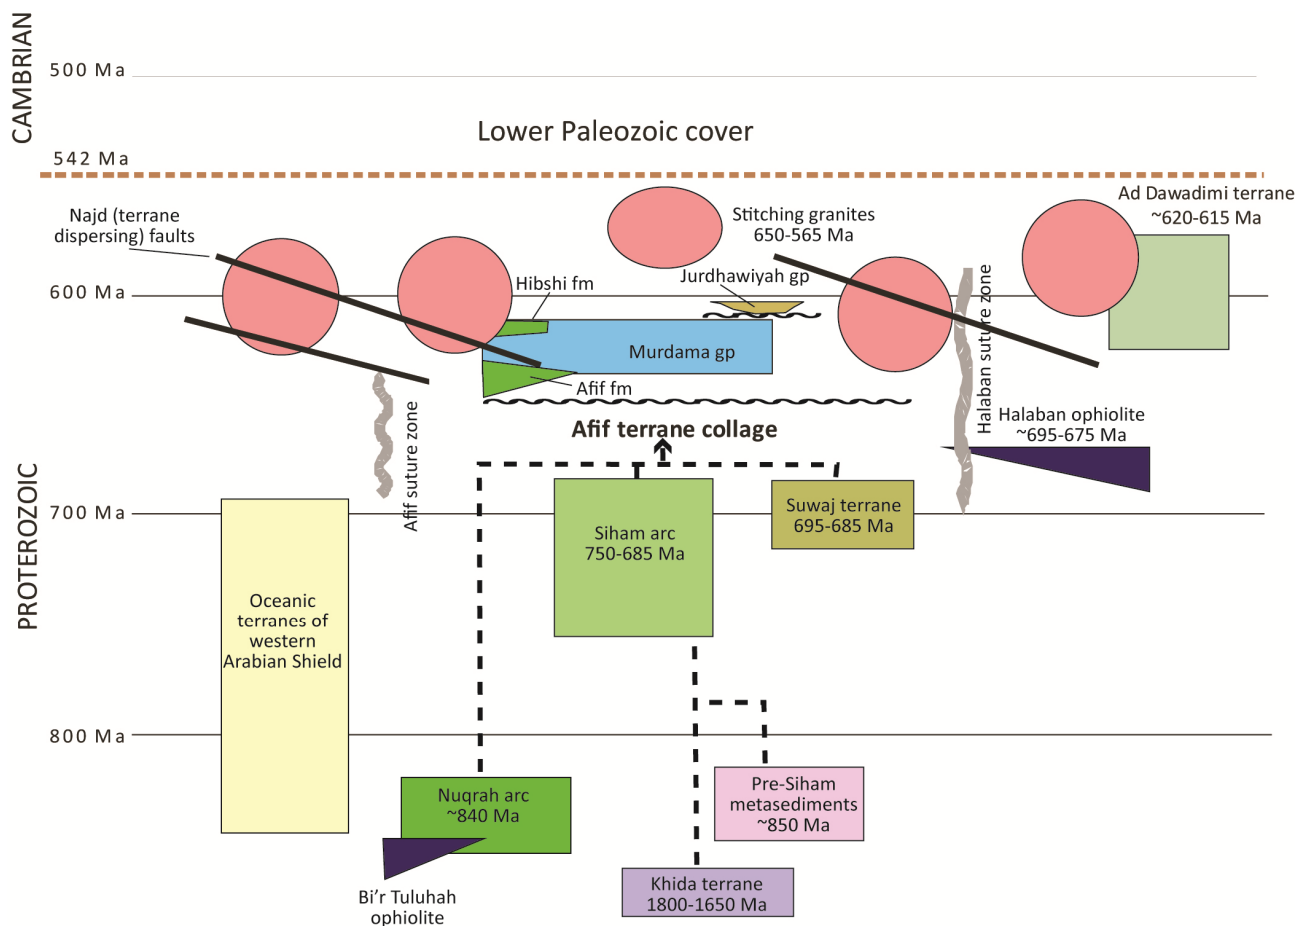 CAMBRIAN
500 Ma
Lower Paleozoic cover
542 Ma
Najd (terrane
dispersing) faults
Stitching granites
650-565 Ma
Ad Dawadimi terrane
~620-615 Ma
Jurdhawiyah gp
Hibshi fm
600 Ma
Murdama gp
Afif fm
Afif suture zone
Halaban suture zone
Afif terrane collage
Halaban ophiolite
~695-675 Ma
PROTEROZOIC
700 Ma
Siham arc
750-685 Ma
Suwaj terrane
695-685 Ma
Oceanic
terranes of
western
Arabian Shield
800 Ma
Nuqrah arc
~840 Ma
Pre-Siham
metasediments
~850 Ma
Bi’r Tuluhah
ophiolite
Khida terrane
1800-1650 Ma